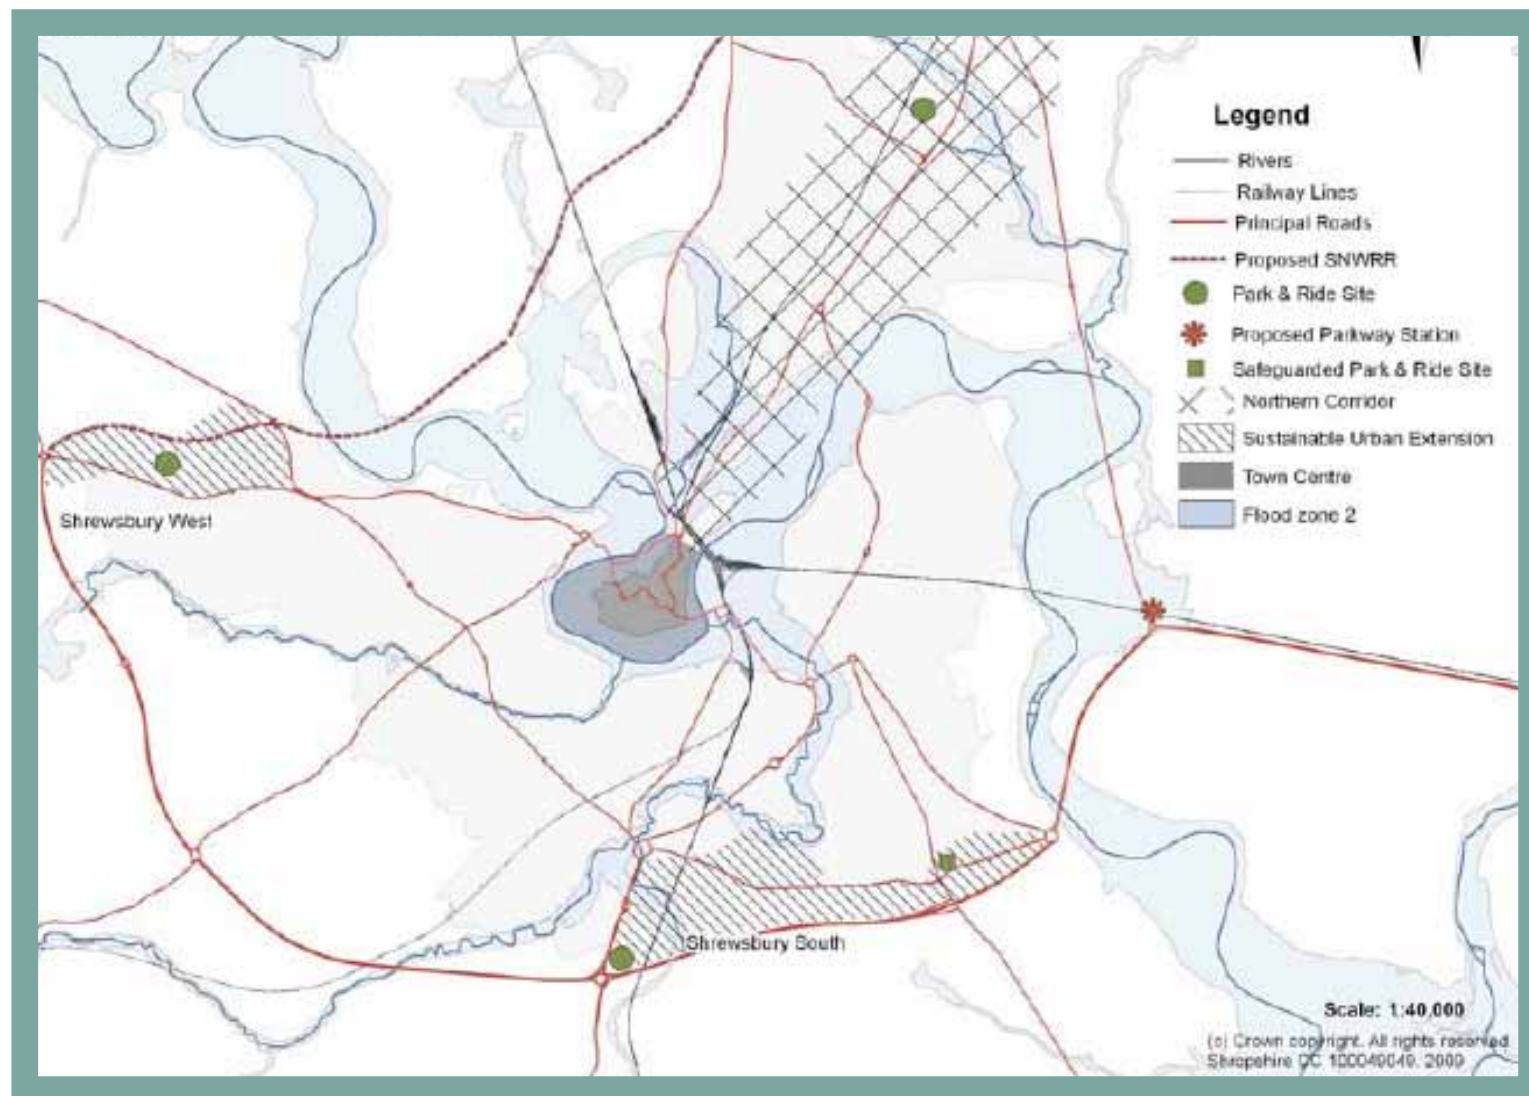 Legend
Rivers
Railway Lines
Principal Roads
Proposed SNWRR
Park & Ride Site
Proposed Parkway Station
Safeguarded Park & Ride Site
Northern Corridor
Sustainable Urban Extension
Town Centre
Flood zone 2
Shrewsbury West
Shrewsbury South
Scale: 1:40,000
(c) Crown copyright. All rights reserved.
Shropshire CC 100049049. 2009